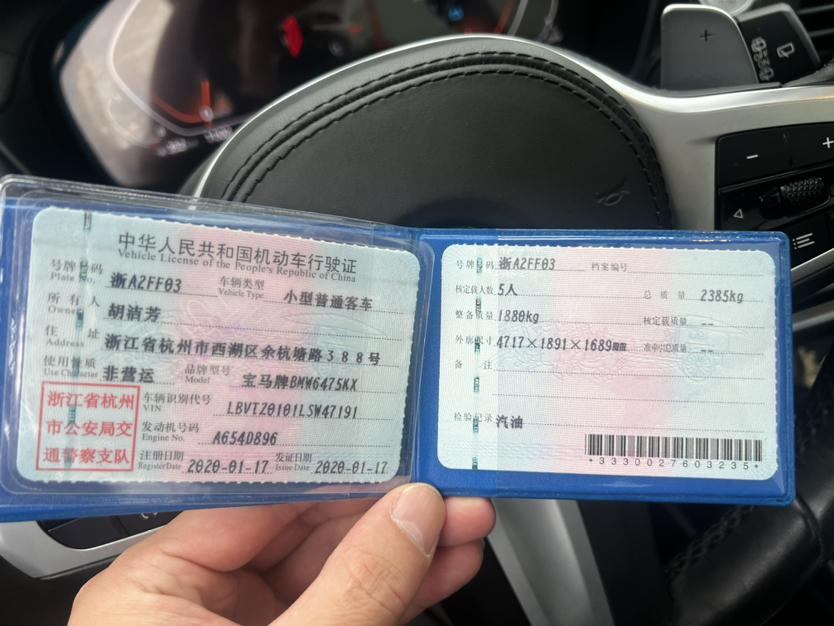 中华人民共和国机动车行驶证
Vehicle License of the People's Republic of China
号牌号码 浙A2FF03 车辆类型 小型普通客车
Plate No. Vehicle Type
所有人 胡洁芳
Owner
住址 浙江省杭州市西湖区余杭塘路388号
Address
使用性质 非营运 品牌型号 宝马牌BMW6475KX
Use Character Model
浙江省杭州
市公安局交
通警察支队
车辆识别代号 LBVTZ0101LSW47191
VIN
发动机号码 A654D896
Engine No.
注册日期 2020-01-17 发证日期 2020-01-17
Register Date Issue Date
号牌号码 浙A2FF03 档案编号
核定载人数 5人 总质量 2385kg
整备质量 1880kg 核定载质量 --
外廓尺寸 4717×1891×1689mm 准牵引总质量 --
备注
检验记录 汽油
*3330027603235*